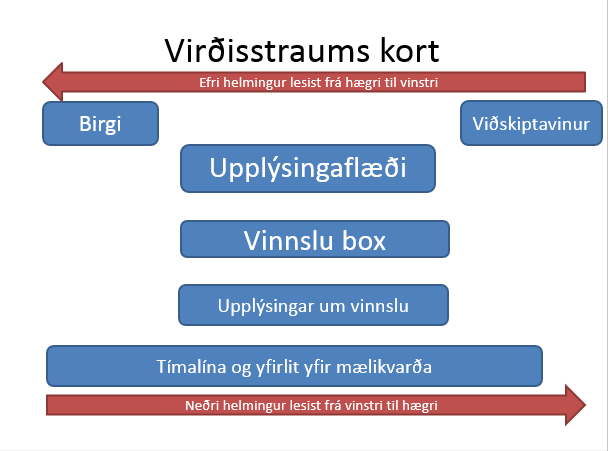 Virðisstraums kort
Efri helmingur lesist frá hægri til vinstri
Birgi
Viðskiptavinur
Upplýsingaflæði
Vinnslu box
Upplýsingar um vinnslu
Tímalína og yfirlit yfir mælikvarða
Neðri helmingur lesist frá vinstri til hægri